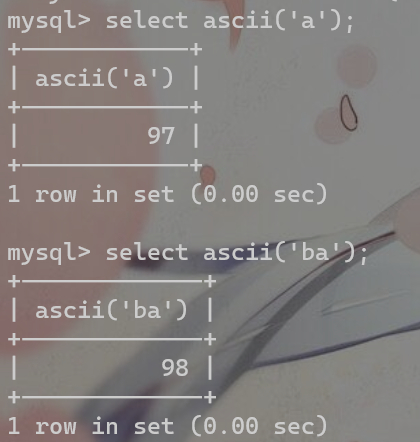 mysql> select ascii('a');
+------------+
| ascii('a') |
+------------+
|         97 |
+------------+
1 row in set (0.00 sec)
mysql> select ascii('ba');
+-------------+
| ascii('ba') |
+-------------+
|          98 |
+-------------+
1 row in set (0.00 sec)